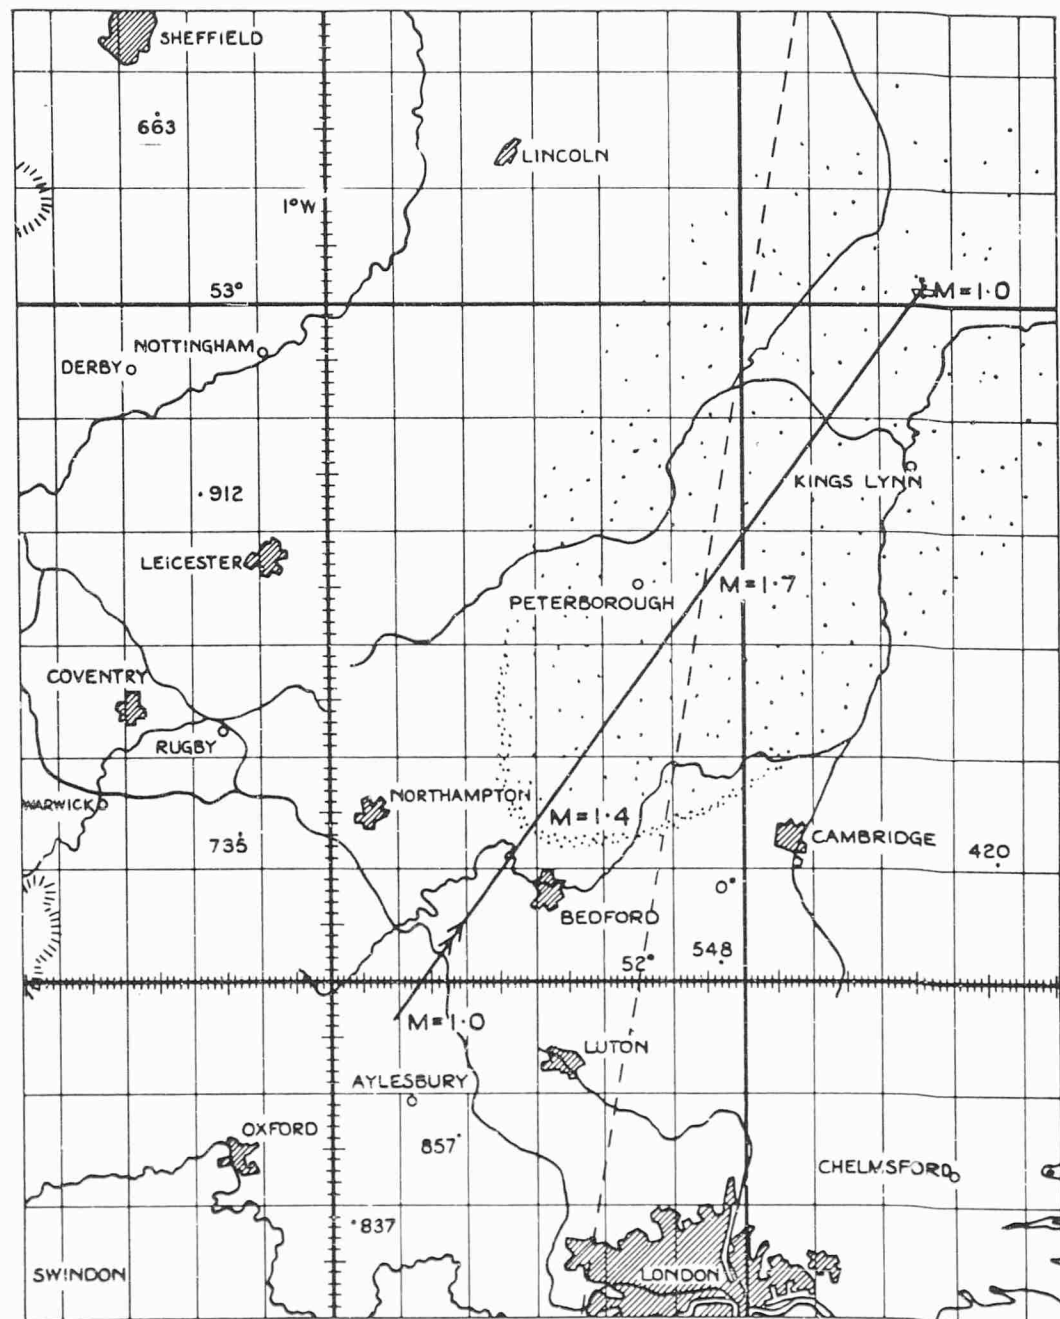 SHEFFIELD
663
LINCOLN
1°W
53°
M=1·0
NOTTINGHAM
DERBY
KINGS LYNN
912
LEICESTER
M=1·7
PETERBOROUGH
COVENTRY
RUGBY
NORTHAMPTON
WARWICK
M=1·4
735
CAMBRIDGE
420
0°
BEDFORD
548
52°
M=1·0
LUTON
AYLESBURY
OXFORD
857
CHELMSFORD
837
SWINDON
LONDON